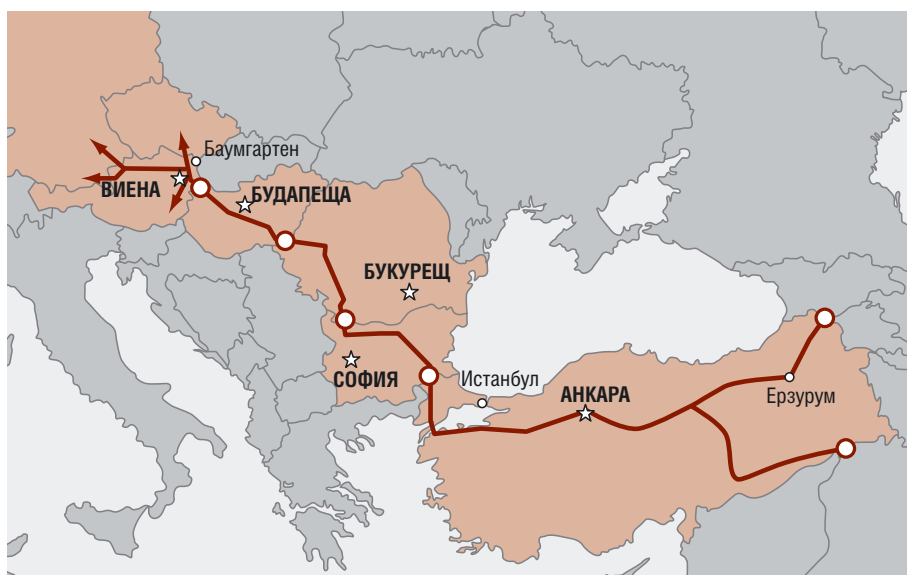 Баумгартен
ВИЕНА
БУДАПЕЩА
БУКУРЕЩ
СОФИЯ
Истанбул
АНКАРА
Ерзурум